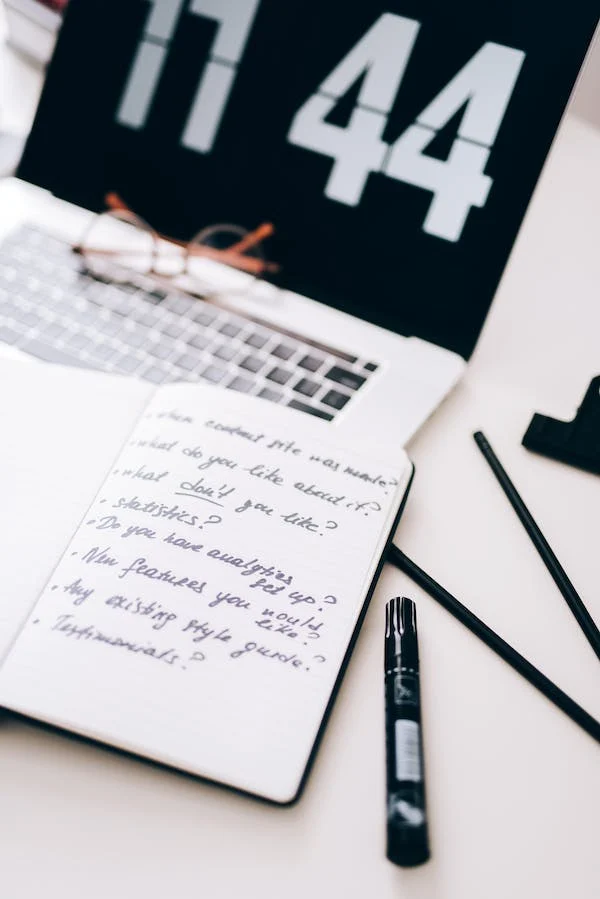 11 44
• when site was made?
• what do you like about it?
• what don't you like?
• statistics?
• Do you have analytics
set up?
• New features you would
like?
• Any existing style guide?
• Testimonials?